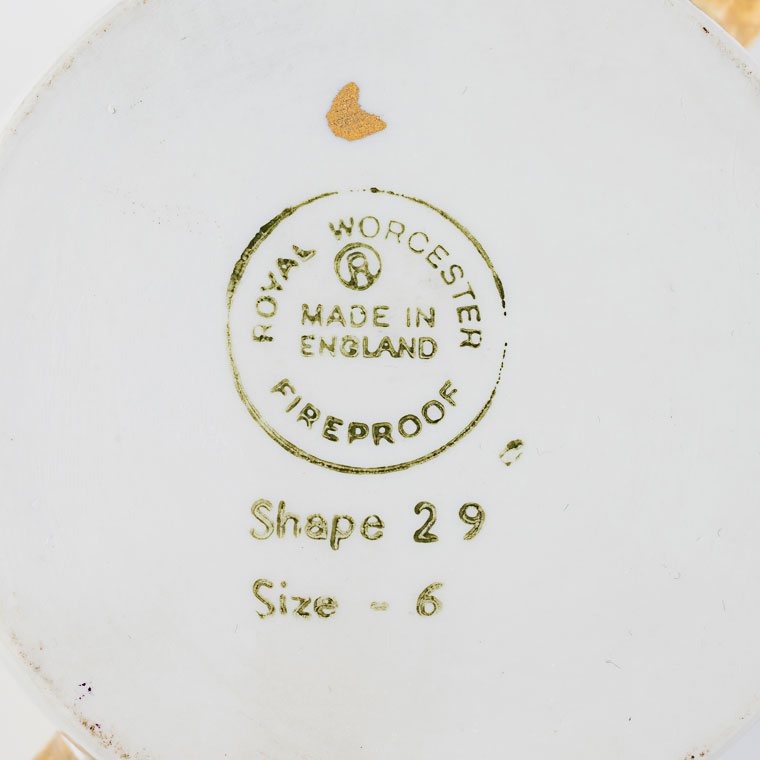 ROYAL WORCESTER
®
MADE IN
ENGLAND
FIREPROOF
Shape 29
Size - 6